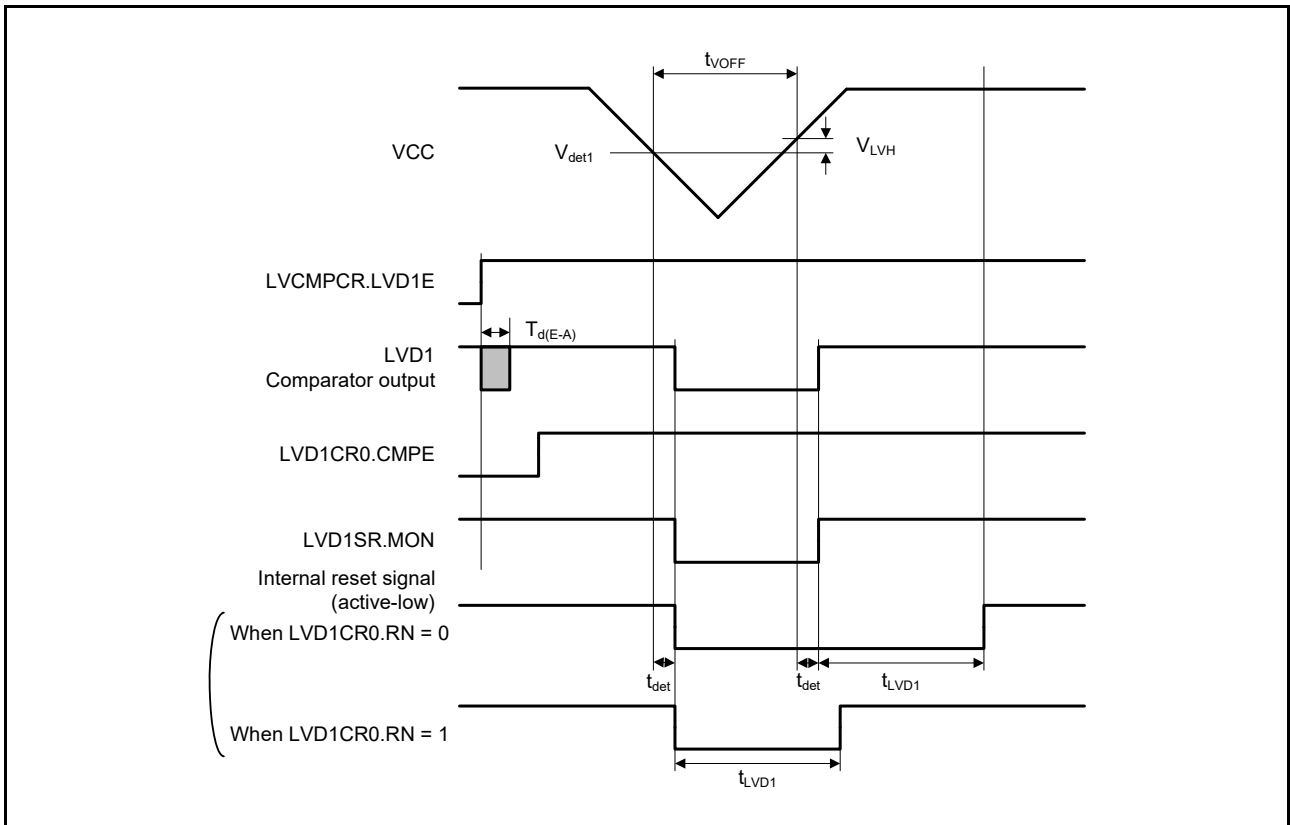 tVOFF
VCC
Vdet1
VLVH
LVCMPCR.LVD1E
Td(E-A)
LVD1
Comparator output
LVD1CR0.CMPE
LVD1SR.MON
Internal reset signal
(active-low)
When LVD1CR0.RN = 0
tdet
tdet
tLVD1
When LVD1CR0.RN = 1
tLVD1